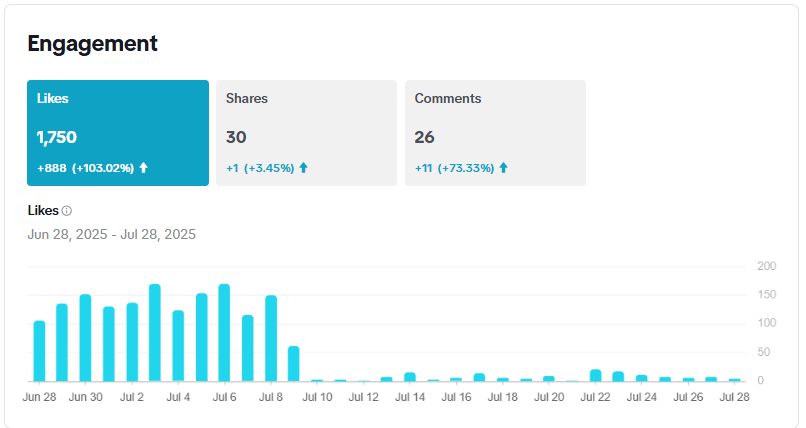 Engagement
Likes
1,750
+888 (+103.02%)
Shares
30
+1 (+3.45%)
Comments
26
+11 (+73.33%)
Likes
Jun 28, 2025 - Jul 28, 2025
200
150
100
50
0
Jun 28 Jun 30 Jul 2 Jul 4 Jul 6 Jul 8 Jul 10 Jul 12 Jul 14 Jul 16 Jul 18 Jul 20 Jul 22 Jul 24 Jul 26 Jul 28